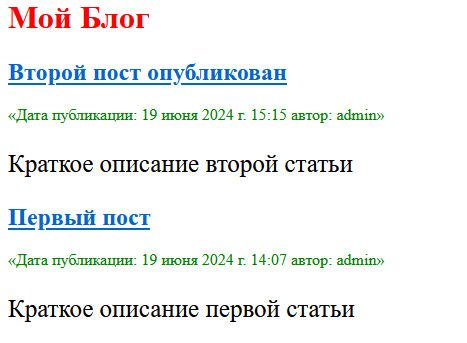 Мой Блог
Второй пост опубликован
«Дата публикации: 19 июня 2024 г. 15:15 автор: admin»
Краткое описание второй статьи
Первый пост
«Дата публикации: 19 июня 2024 г. 14:07 автор: admin»
Краткое описание первой статьи